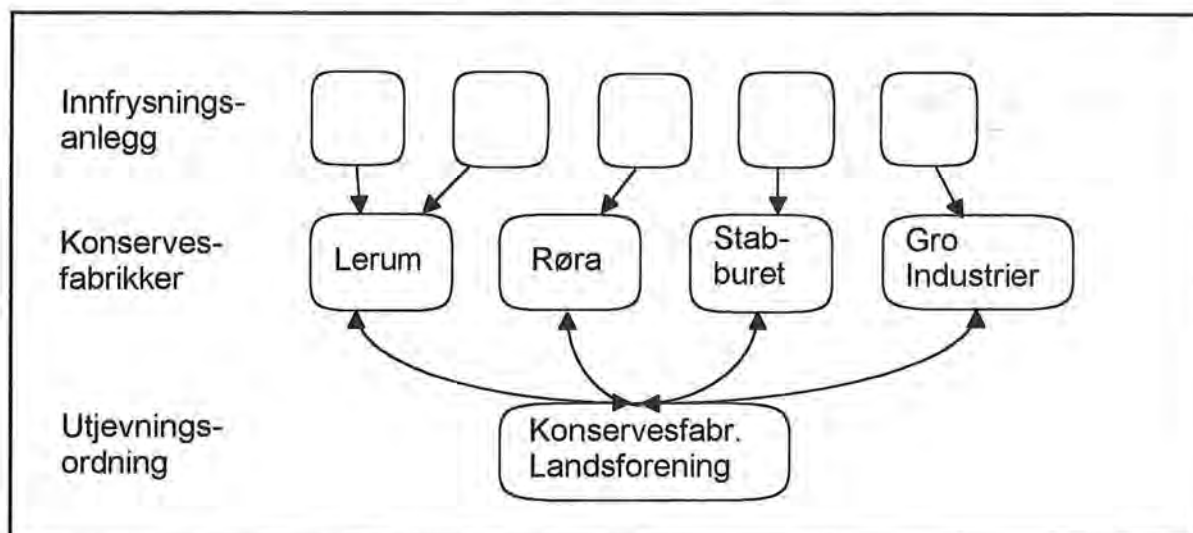 Innfrysnings-
anlegg
Konserves-
fabrikker
Lerum
Røra
Stab-
buret
Gro
Industrier
Utjevnings-
ordning
Konservesfabr.
Landsforening